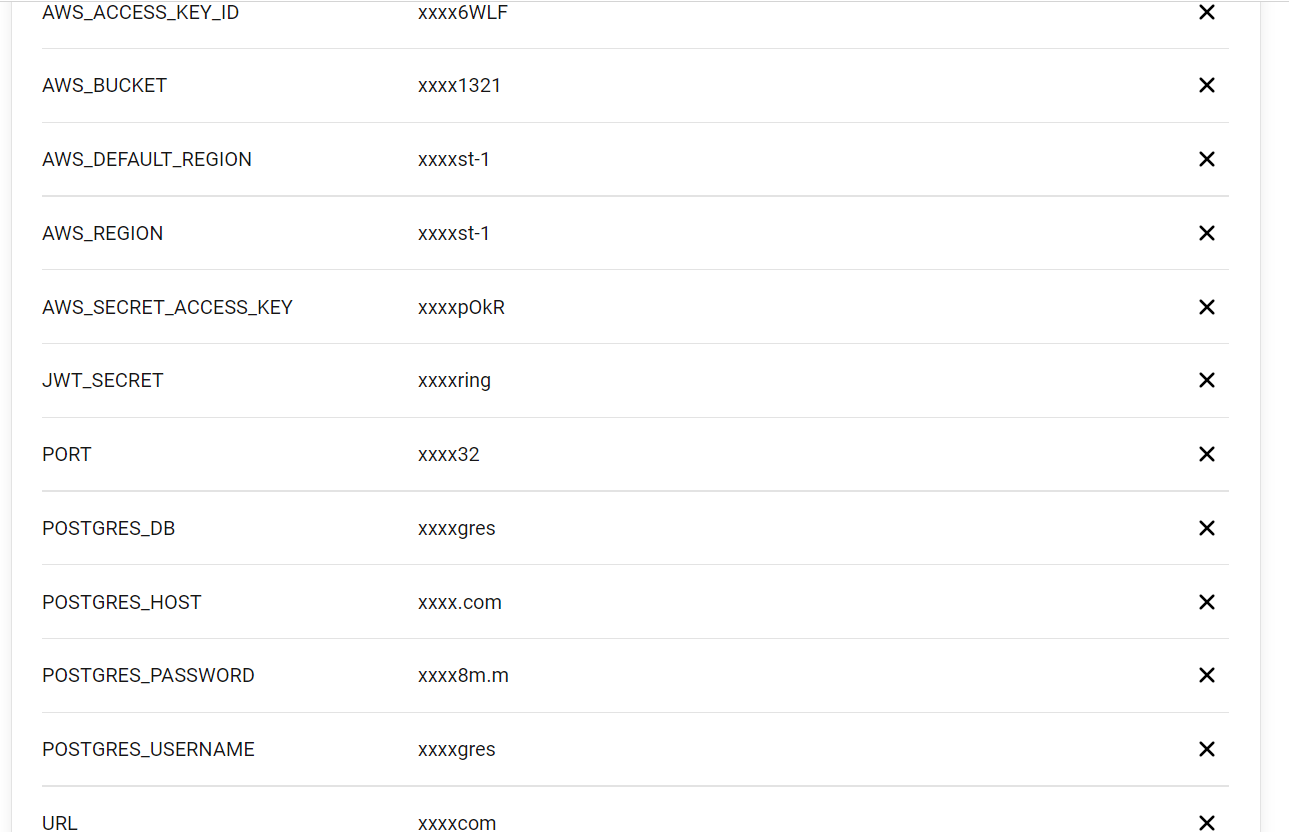 AWS_ACCESS_KEY_ID xxxx6WLF
AWS_BUCKET xxxx1321
AWS_DEFAULT_REGION xxxxst-1
AWS_REGION xxxxst-1
AWS_SECRET_ACCESS_KEY xxxxpOkR
JWT_SECRET xxxxring
PORT xxxx32
POSTGRES_DB xxxxgres
POSTGRES_HOST xxxx.com
POSTGRES_PASSWORD xxxx8m.m
POSTGRES_USERNAME xxxxgres
URL xxxxcom